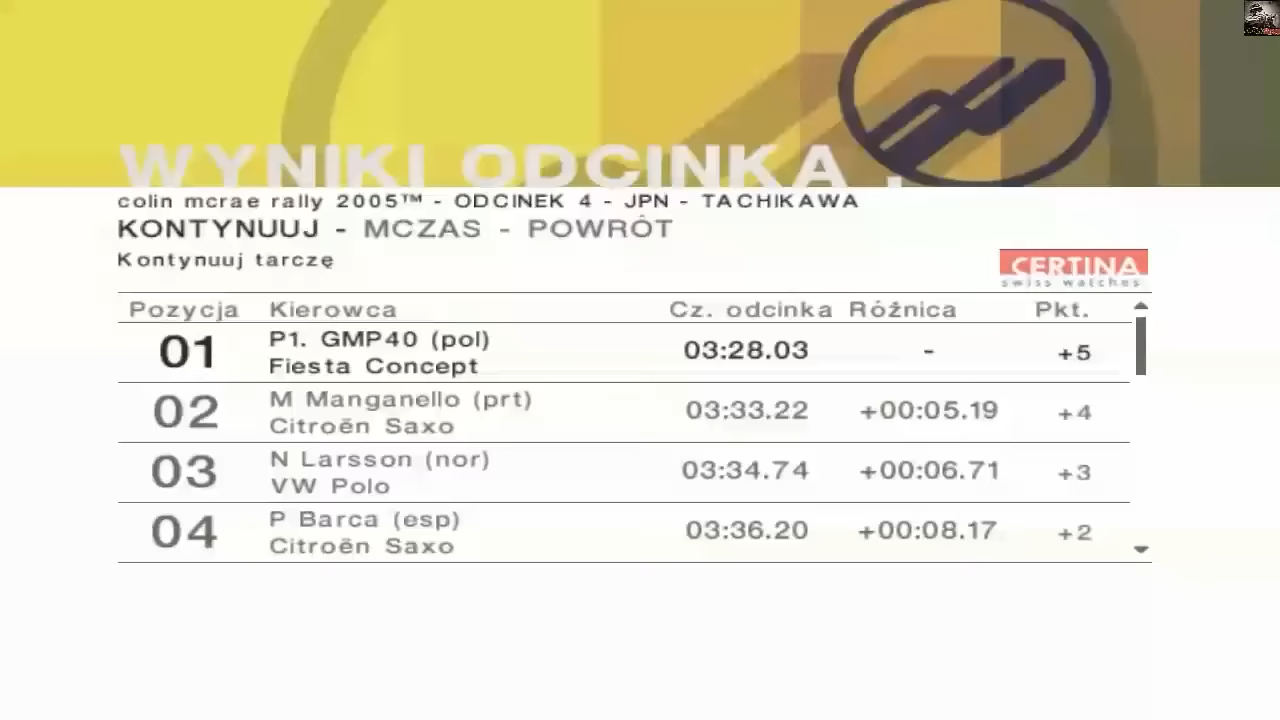 WYNIKI ODCINKA .
colin mcrae rally 2005™ - ODCINEK 4 - JPN - TACHIKAWA
KONTYNUUJ - MCZAS - POWRÓT
Kontynuuj tarczę
CERTINA
swiss watches
Pozycja Kierowca Cz. odcinka Różnica Pkt.
01 P1. GMP40 (pol) 03:28.03 - +5
Fiesta Concept
02 M Manganello (prt) 03:33.22 +00:05.19 +4
Citroën Saxo
03 N Larsson (nor) 03:34.74 +00:06.71 +3
VW Polo
04 P Barca (esp) 03:36.20 +00:08.17 +2
Citroën Saxo